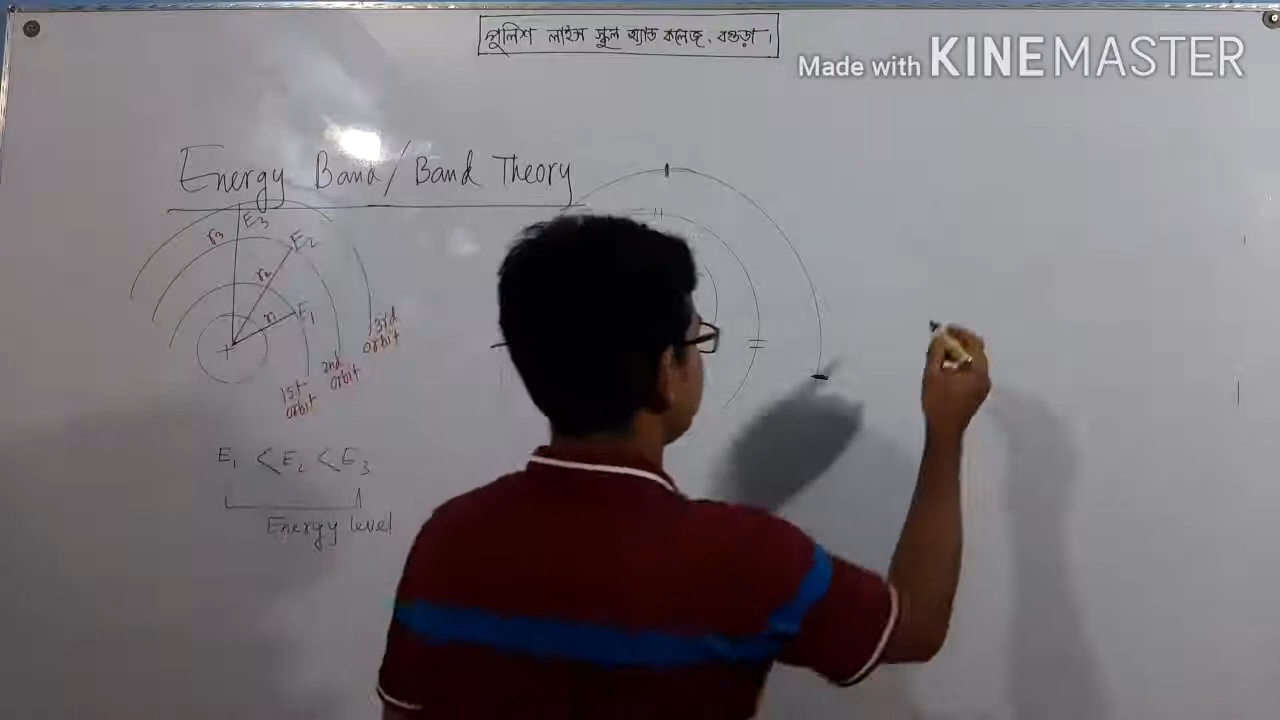 পুলিশ লাইন্স স্কুল অ্যান্ড কলেজ, বগুড়া।
Made with KINEMASTER
Energy Band/Band Theory
E3
r3
E2
r2
E1
r1
+
3rd
orbit
2nd
orbit
1st
orbit
E1 < E2 < E3
Energy level